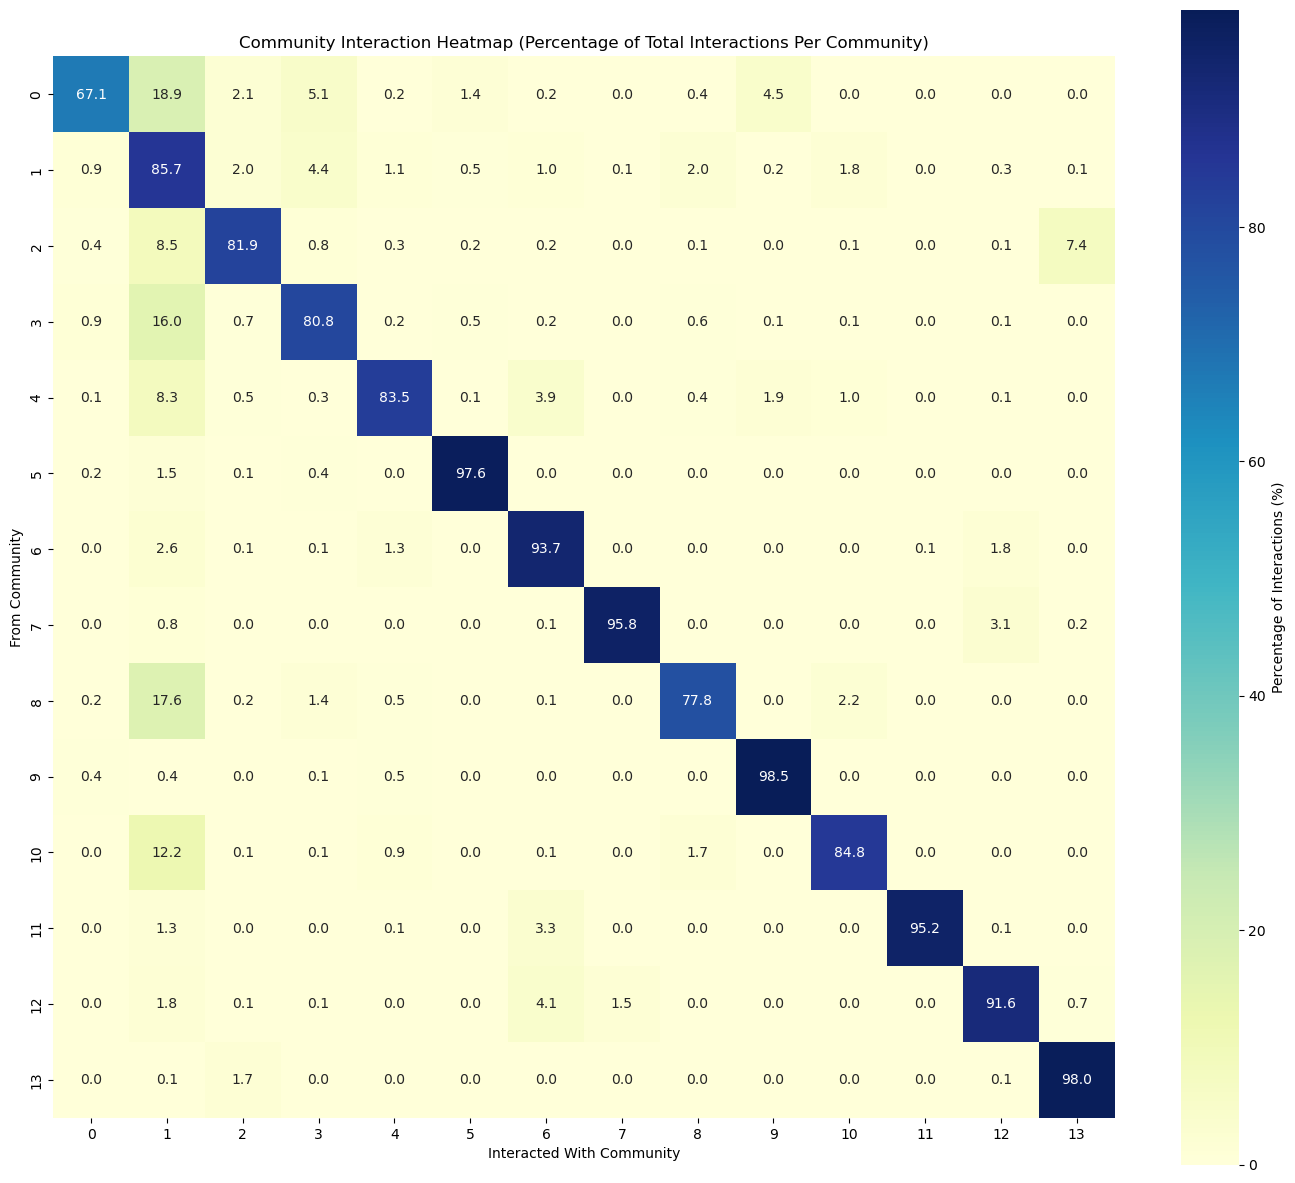 Community Interaction Heatmap (Percentage of Total Interactions Per Community)
0 67.1 18.9 2.1 5.1 0.2 1.4 0.2 0.0 0.4 4.5 0.0 0.0 0.0 0.0
1 0.9 85.7 2.0 4.4 1.1 0.5 1.0 0.1 2.0 0.2 1.8 0.0 0.3 0.1
2 0.4 8.5 81.9 0.8 0.3 0.2 0.2 0.0 0.1 0.0 0.1 0.0 0.1 7.4
3 0.9 16.0 0.7 80.8 0.2 0.5 0.2 0.0 0.6 0.1 0.1 0.0 0.1 0.0
4 0.1 8.3 0.5 0.3 83.5 0.1 3.9 0.0 0.4 1.9 1.0 0.0 0.1 0.0
5 0.2 1.5 0.1 0.4 0.0 97.6 0.0 0.0 0.0 0.0 0.0 0.0 0.0 0.0
6 0.0 2.6 0.1 0.1 1.3 0.0 93.7 0.0 0.0 0.0 0.0 0.1 1.8 0.0
7 0.0 0.8 0.0 0.0 0.0 0.0 0.1 95.8 0.0 0.0 0.0 0.0 3.1 0.2
8 0.2 17.6 0.2 1.4 0.5 0.0 0.1 0.0 77.8 0.0 2.2 0.0 0.0 0.0
9 0.4 0.4 0.0 0.1 0.5 0.0 0.0 0.0 0.0 98.5 0.0 0.0 0.0 0.0
10 0.0 12.2 0.1 0.1 0.9 0.0 0.1 0.0 1.7 0.0 84.8 0.0 0.0 0.0
11 0.0 1.3 0.0 0.0 0.1 0.0 3.3 0.0 0.0 0.0 0.0 95.2 0.1 0.0
12 0.0 1.8 0.1 0.1 0.0 0.0 4.1 1.5 0.0 0.0 0.0 0.0 91.6 0.7
13 0.0 0.1 1.7 0.0 0.0 0.0 0.0 0.0 0.0 0.0 0.0 0.0 0.1 98.0
0 1 2 3 4 5 6 7 8 9 10 11 12 13
Interacted With Community
From Community
80
60
40
20
0
Percentage of Interactions (%)